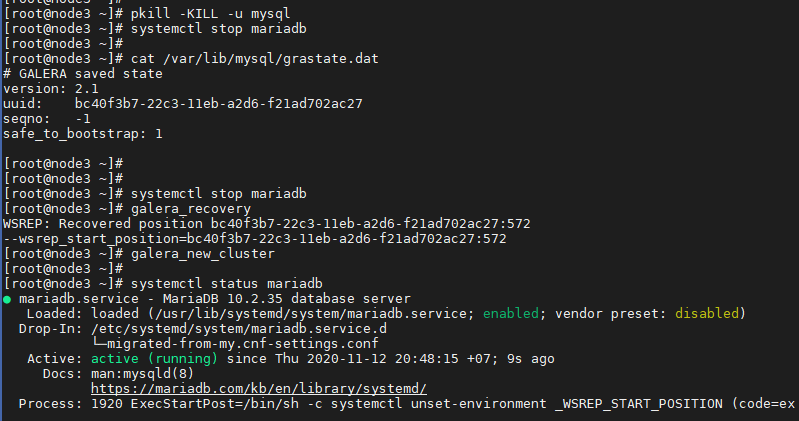 [root@node3 ~]#
[root@node3 ~]# pkill -KILL -u mysql
[root@node3 ~]# systemctl stop mariadb
[root@node3 ~]#
[root@node3 ~]# cat /var/lib/mysql/grastate.dat
# GALERA saved state
version: 2.1
uuid:    bc40f3b7-22c3-11eb-a2d6-f21ad702ac27
seqno:   -1
safe_to_bootstrap: 1
[root@node3 ~]#
[root@node3 ~]#
[root@node3 ~]# systemctl stop mariadb
[root@node3 ~]# galera_recovery
WSREP: Recovered position bc40f3b7-22c3-11eb-a2d6-f21ad702ac27:572
--wsrep_start_position=bc40f3b7-22c3-11eb-a2d6-f21ad702ac27:572
[root@node3 ~]# galera_new_cluster
[root@node3 ~]#
[root@node3 ~]# systemctl status mariadb
● mariadb.service - MariaDB 10.2.35 database server
   Loaded: loaded (/usr/lib/systemd/system/mariadb.service; enabled; vendor preset: disabled)
  Drop-In: /etc/systemd/system/mariadb.service.d
           └─migrated-from-my.cnf-settings.conf
   Active: active (running) since Thu 2020-11-12 20:48:15 +07; 9s ago
     Docs: man:mysqld(8)
           https://mariadb.com/kb/en/library/systemd/
  Process: 1920 ExecStartPost=/bin/sh -c systemctl unset-environment _WSREP_START_POSITION (code=ex